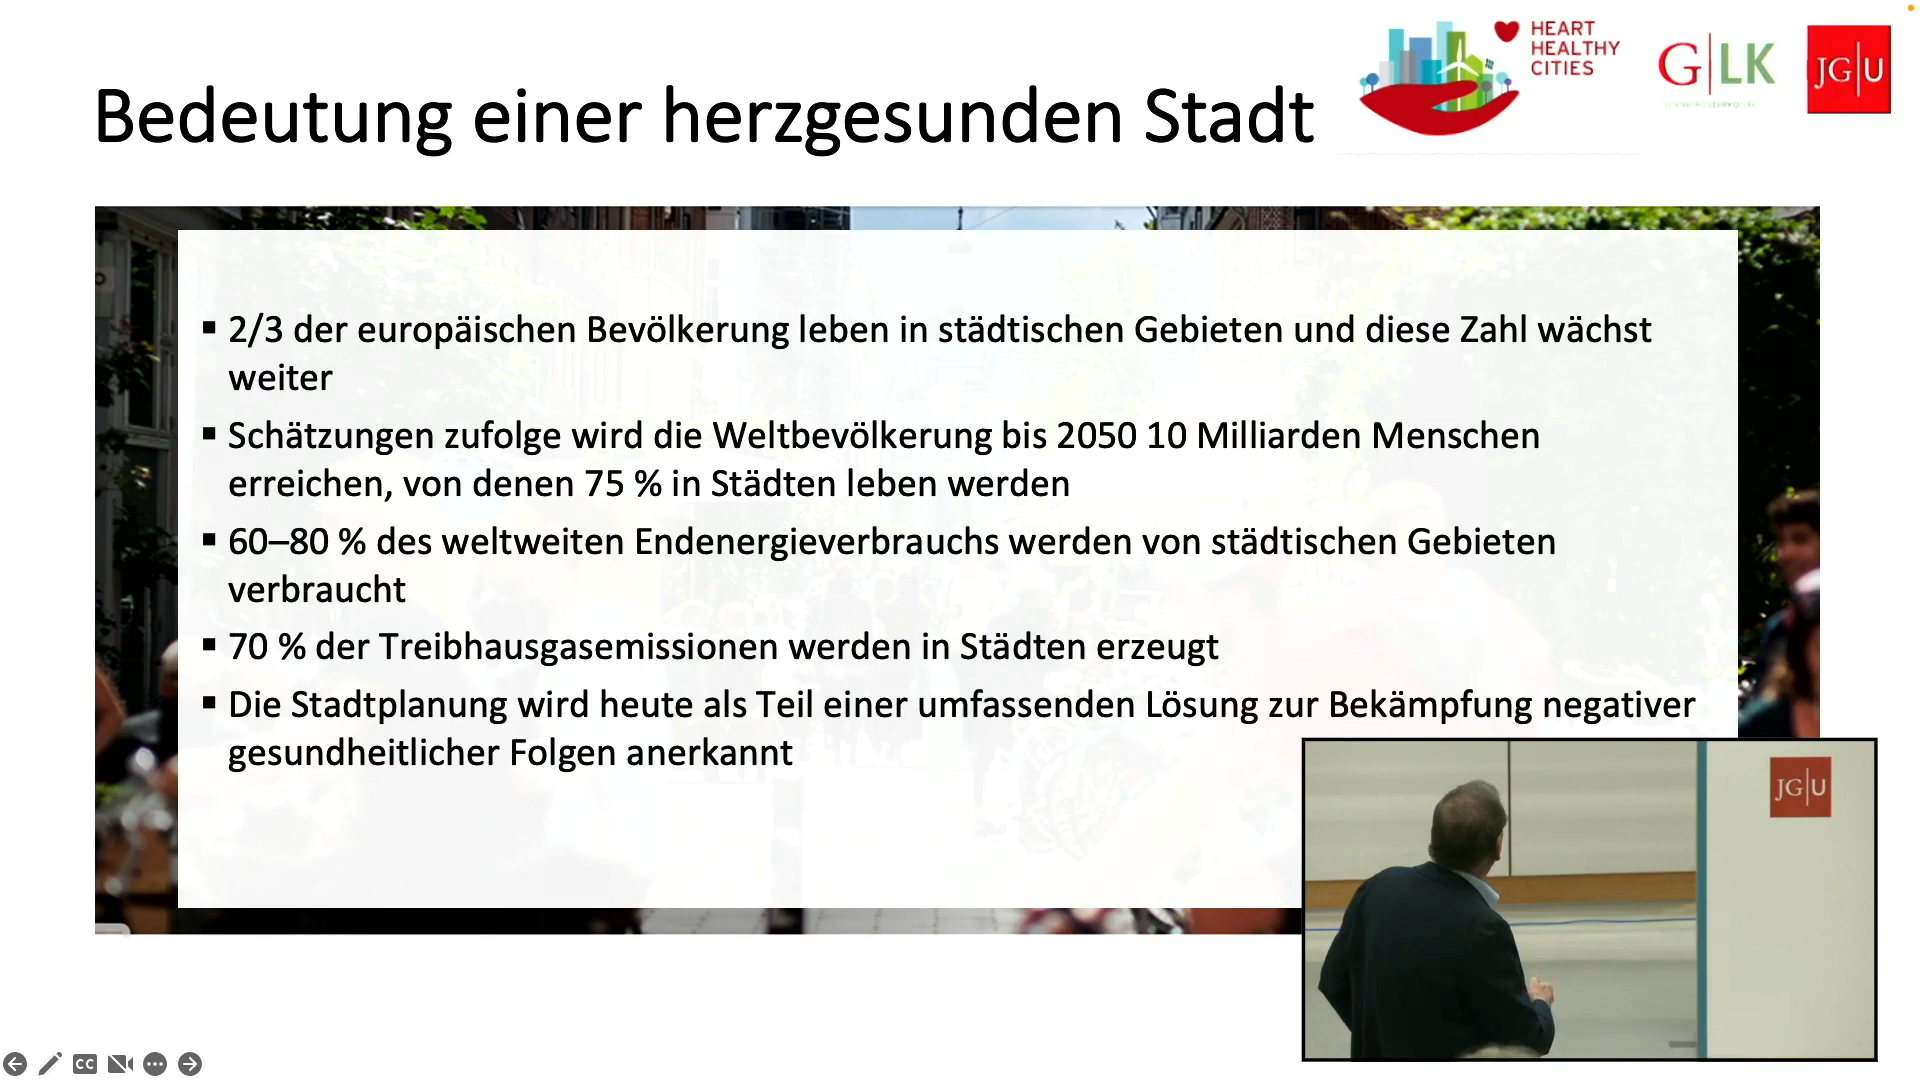 Bedeutung einer herzgesunden Stadt
HEART
HEALTHY
CITIES
G|LK
JG|U
▪ 2/3 der europäischen Bevölkerung leben in städtischen Gebieten und diese Zahl wächst
weiter
▪ Schätzungen zufolge wird die Weltbevölkerung bis 2050 10 Milliarden Menschen
erreichen, von denen 75 % in Städten leben werden
▪ 60–80 % des weltweiten Endenergieverbrauchs werden von städtischen Gebieten
verbraucht
▪ 70 % der Treibhausgasemissionen werden in Städten erzeugt
▪ Die Stadtplanung wird heute als Teil einer umfassenden Lösung zur Bekämpfung negativer
gesundheitlicher Folgen anerkannt
JG|U
CC